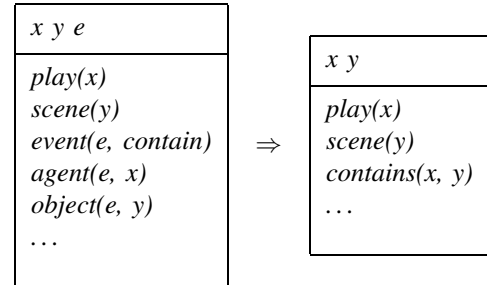 x y e
play(x)
scene(y)
event(e, contain)
agent(e, x)
object(e, y)
. . .
⇒
x y
play(x)
scene(y)
contains(x, y)
. . .